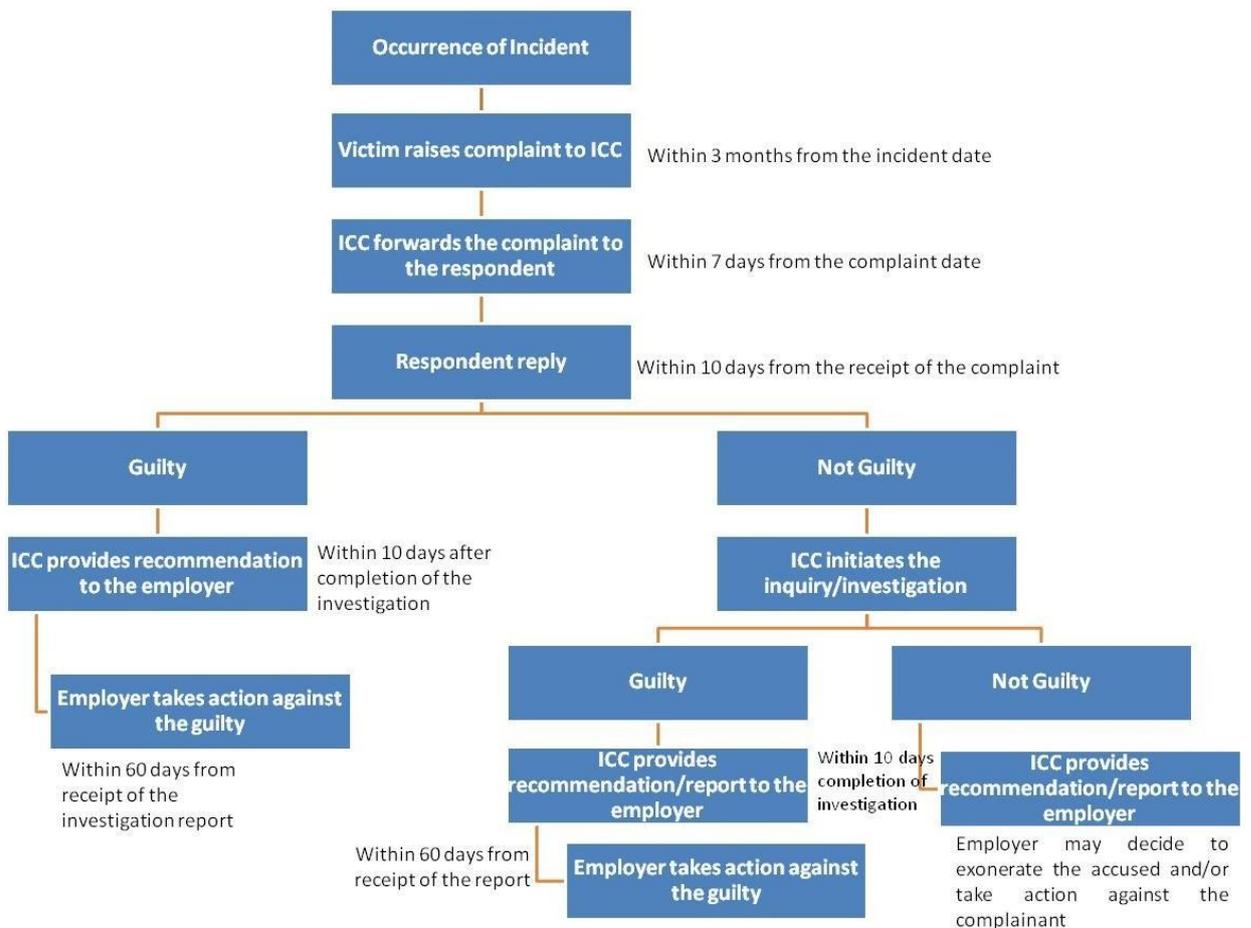 Occurrence of Incident
Victim raises complaint to ICC
Within 3 months from the incident date
ICC forwards the complaint to
the respondent
Within 7 days from the complaint date
Respondent reply
Within 10 days from the receipt of the complaint
Guilty
Not Guilty
ICC provides recommendation
to the employer
Within 10 days after
completion of the
investigation
ICC initiates the
inquiry/investigation
Employer takes action against
the guilty
Within 60 days from
receipt of the
investigation report
Guilty
Not Guilty
ICC provides
recommendation/report to the
employer
Within 10 days
completion of
investigation
ICC provides
recommendation/report to the
employer
Within 60 days from
receipt of the report
Employer takes action against
the guilty
Employer may decide to
exonerate the accused and/or
take action against the
complainant